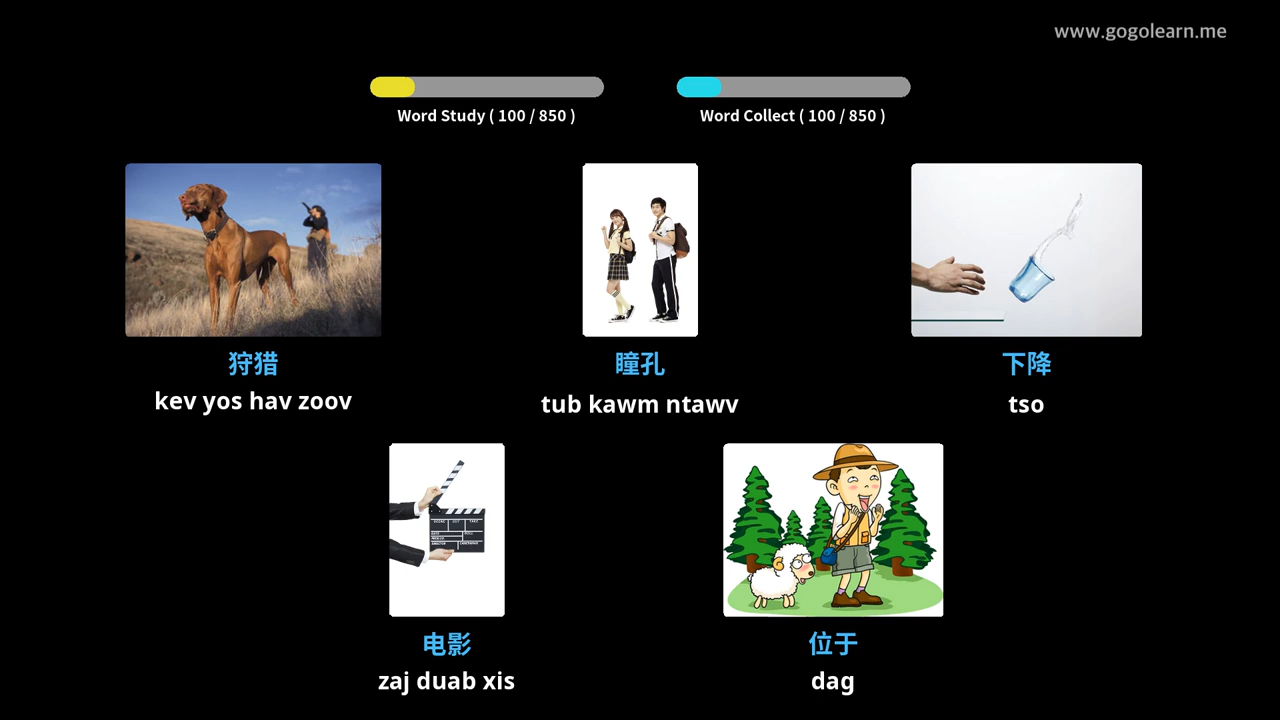 www.gogolearn.me
Word Study ( 100 / 850 )
Word Collect ( 100 / 850 )
狩猎
kev yos hav zoov
瞳孔
tub kawm ntawv
下降
tso
电影
zaj duab xis
位于
dag